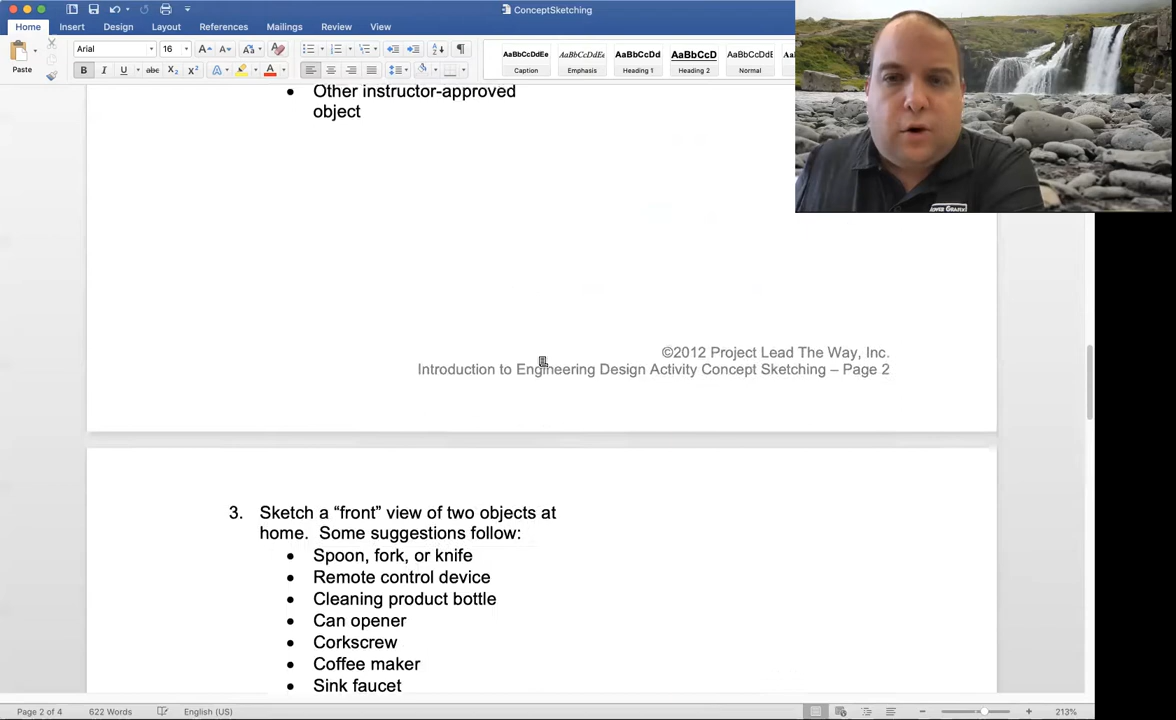 ConceptSketching
Home Insert Design Layout References Mailings Review View
Paste
Arial 16
B I U abc X₂ X²
AaBbCcDdEe AaBbCcDdEe AaBbCcDd AaBbCcD AaBbCcDdE
Caption Emphasis Heading 1 Heading 2 Normal
• Other instructor-approved
object
©2012 Project Lead The Way, Inc.
Introduction to Engineering Design Activity Concept Sketching – Page 2
3. Sketch a “front” view of two objects at
home. Some suggestions follow:
• Spoon, fork, or knife
• Remote control device
• Cleaning product bottle
• Can opener
• Corkscrew
• Coffee maker
• Sink faucet
Page 2 of 4 622 Words English (US) 213%